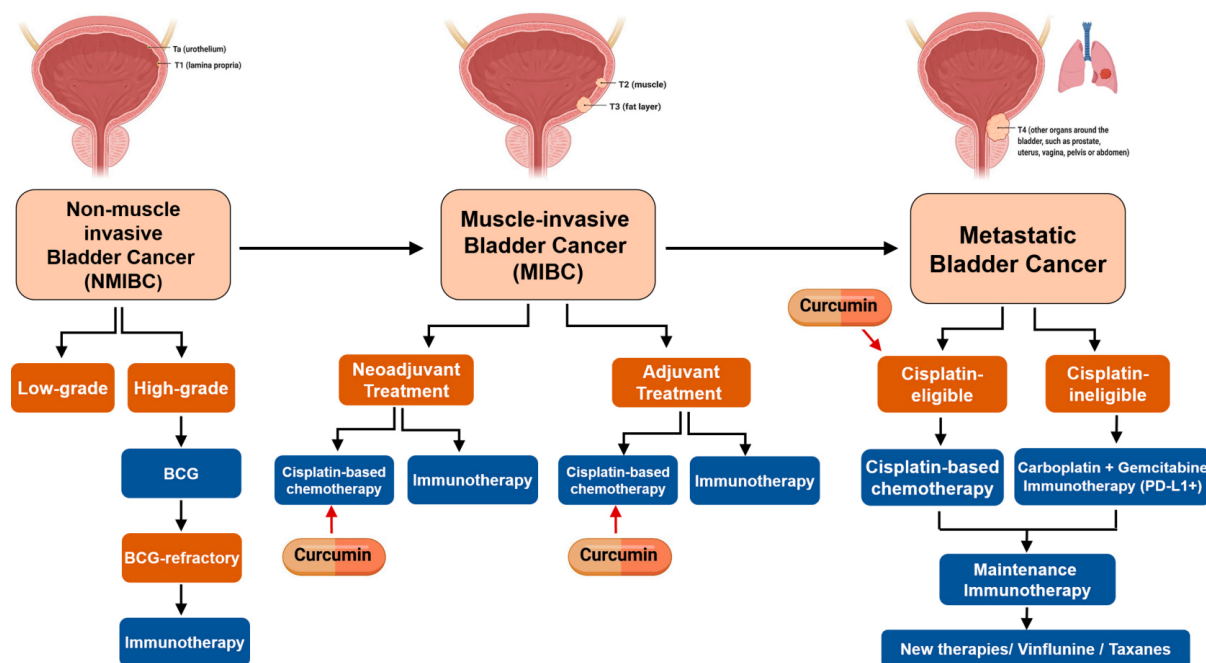 Ta (urothelium)
T1 (lamina propria)
T2 (muscle)
T3 (fat layer)
T4 (other organs around the
bladder, such as prostate,
uterus, vagina, pelvis or abdomen)
Non-muscle
invasive
Bladder Cancer
(NMIBC)
Muscle-invasive
Bladder Cancer
(MIBC)
Metastatic
Bladder Cancer
Curcumin
Low-grade
High-grade
Neoadjuvant
Treatment
Adjuvant
Treatment
Cisplatin-
eligible
Cisplatin-
ineligible
BCG
Cisplatin-based
chemotherapy
Immunotherapy
Cisplatin-based
chemotherapy
Immunotherapy
Cisplatin-based
chemotherapy
Carboplatin + Gemcitabine
Immunotherapy (PD-L1+)
BCG-refractory
Curcumin
Curcumin
Maintenance
Immunotherapy
Immunotherapy
New therapies/ Vinflunine / Taxanes